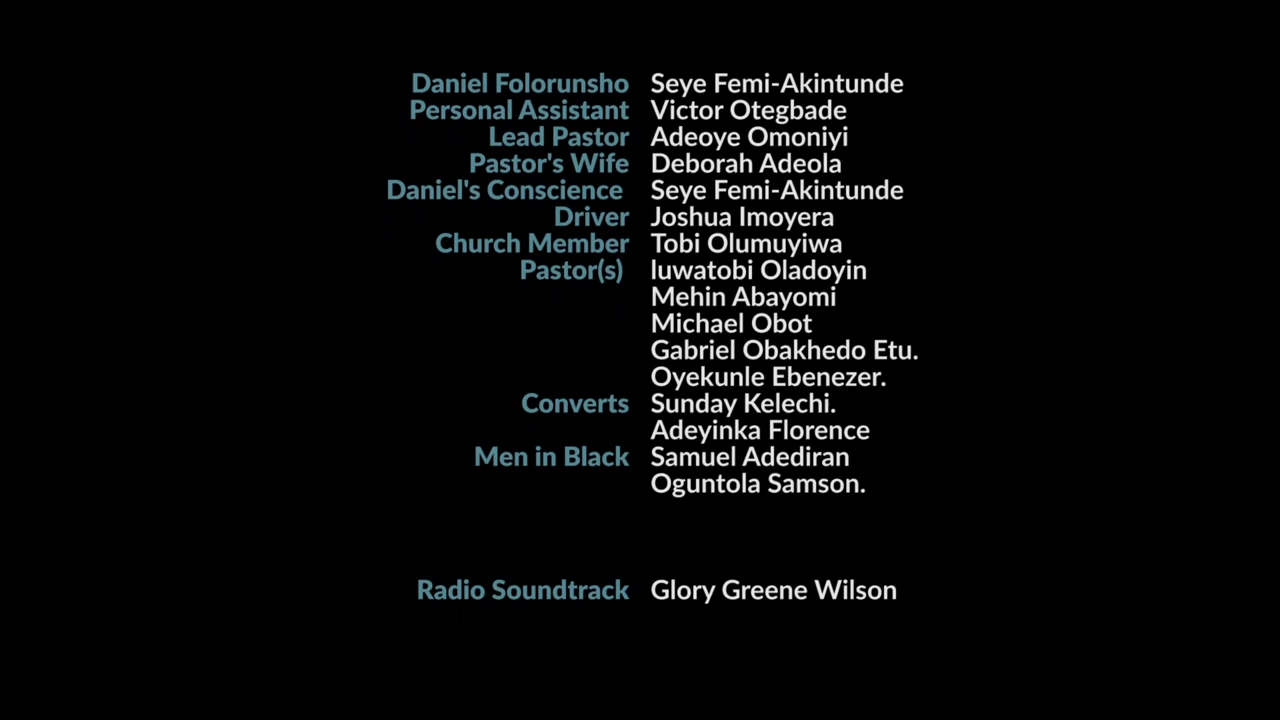 Daniel Folorunsho Seye Femi-Akintunde
Personal Assistant Victor Otegbade
Lead Pastor Adeoye Omoniyi
Pastor's Wife Deborah Adeola
Daniel's Conscience Seye Femi-Akintunde
Driver Joshua Imoyera
Church Member Tobi Olumuyiwa
Pastor(s) luwatobi Oladoyin
Mehin Abayomi
Michael Obot
Gabriel Obakhedo Etu.
Oyekunle Ebenezer.
Converts Sunday Kelechi.
Adeyinka Florence
Men in Black Samuel Adediran
Oguntola Samson.
Radio Soundtrack Glory Greene Wilson